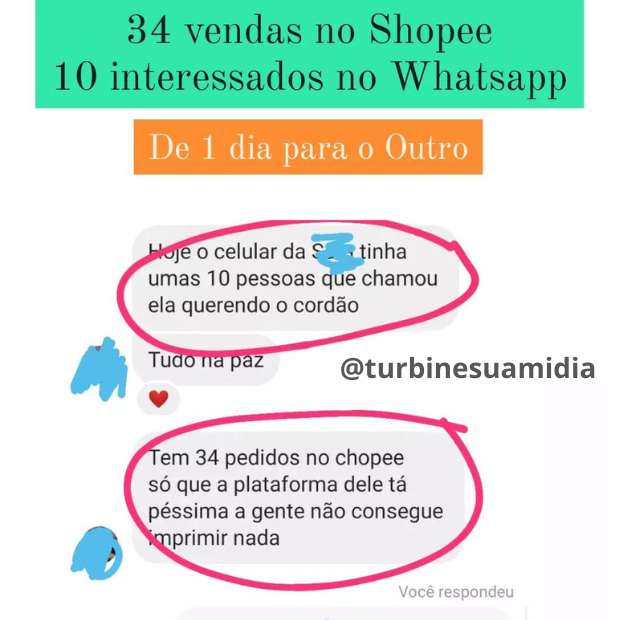 34 vendas no Shopee
10 interessados no Whatsapp
De 1 dia para o Outro
Hoje o celular da tinha
umas 10 pessoas que chamou
ela querendo o cordão
Tudo na paz
@turbinesuamidia
Tem 34 pedidos no chopee
só que a plataforma dele tá
péssima a gente não consegue
imprimir nada
Você respondeu